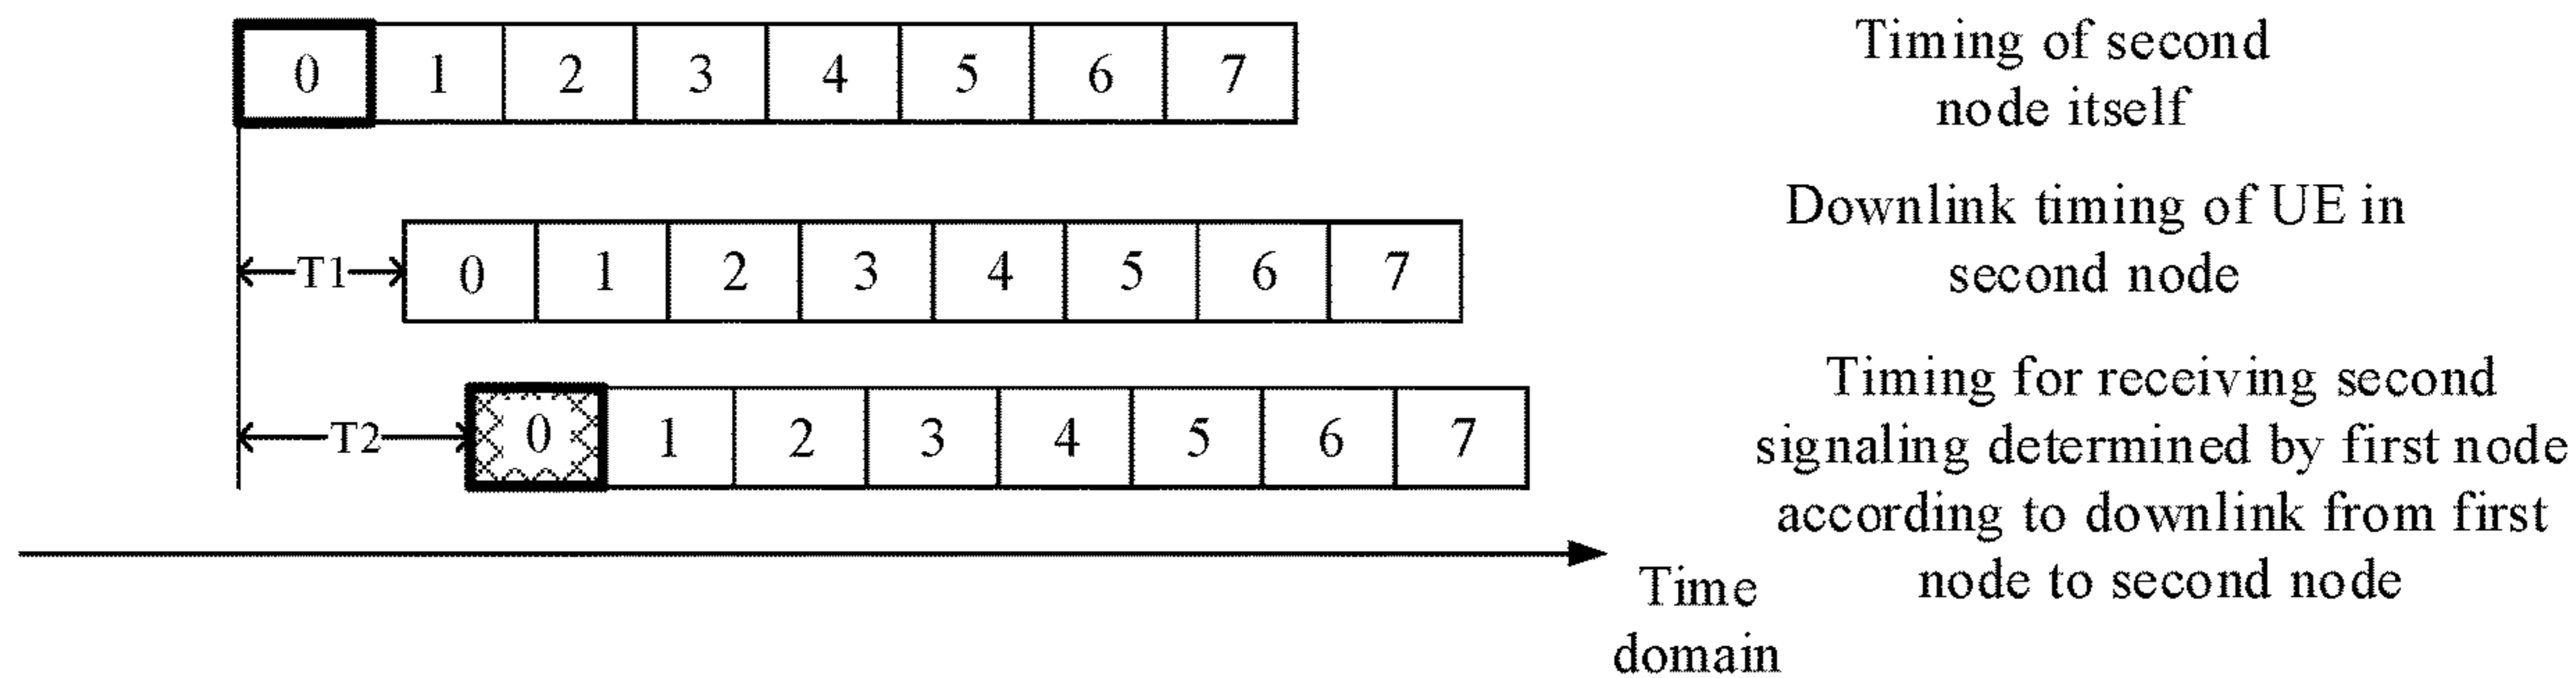 0 1 2 3 4 5 6 7
Timing of second
node itself
T1
0 1 2 3 4 5 6 7
Downlink timing of UE in
second node
T2
0 1 2 3 4 5 6 7
Timing for receiving second
signaling determined by first node
according to downlink from first
node to second node
Time
domain